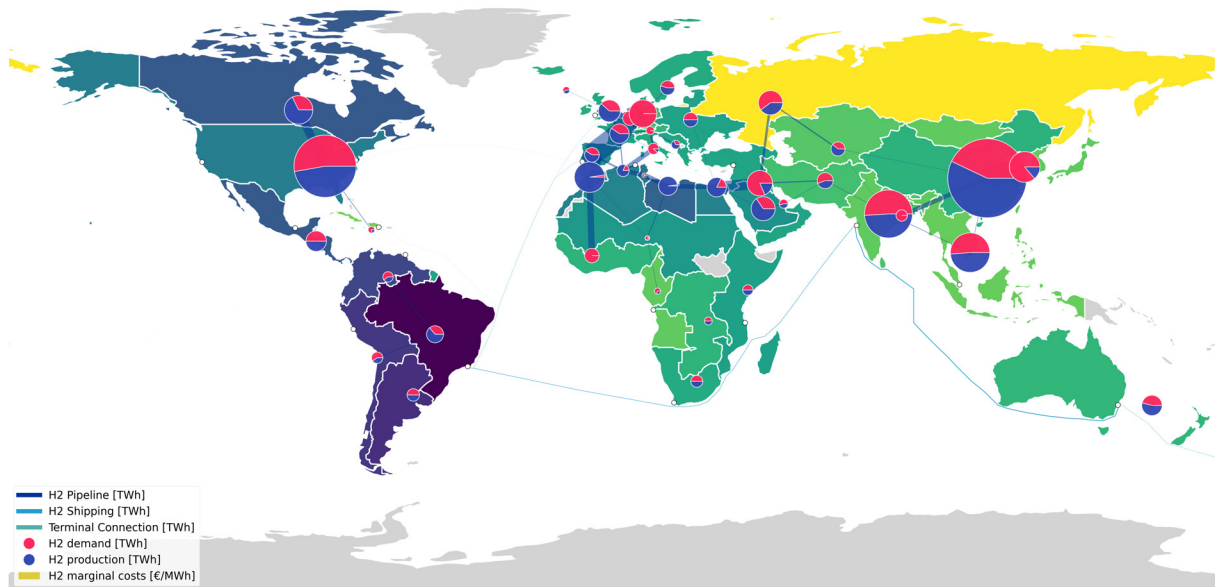 H2 Pipeline [TWh]
H2 Shipping [TWh]
Terminal Connection [TWh]
H2 demand [TWh]
H2 production [TWh]
H2 marginal costs [€/MWh]